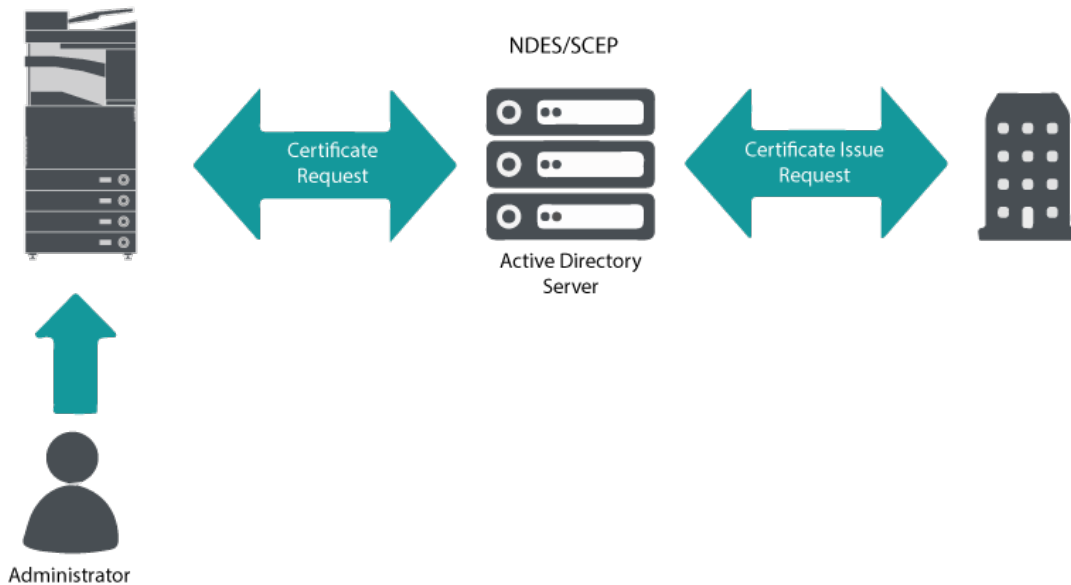 NDES/SCEP
Certificate
Request
Certificate Issue
Request
Active Directory
Server
Administrator